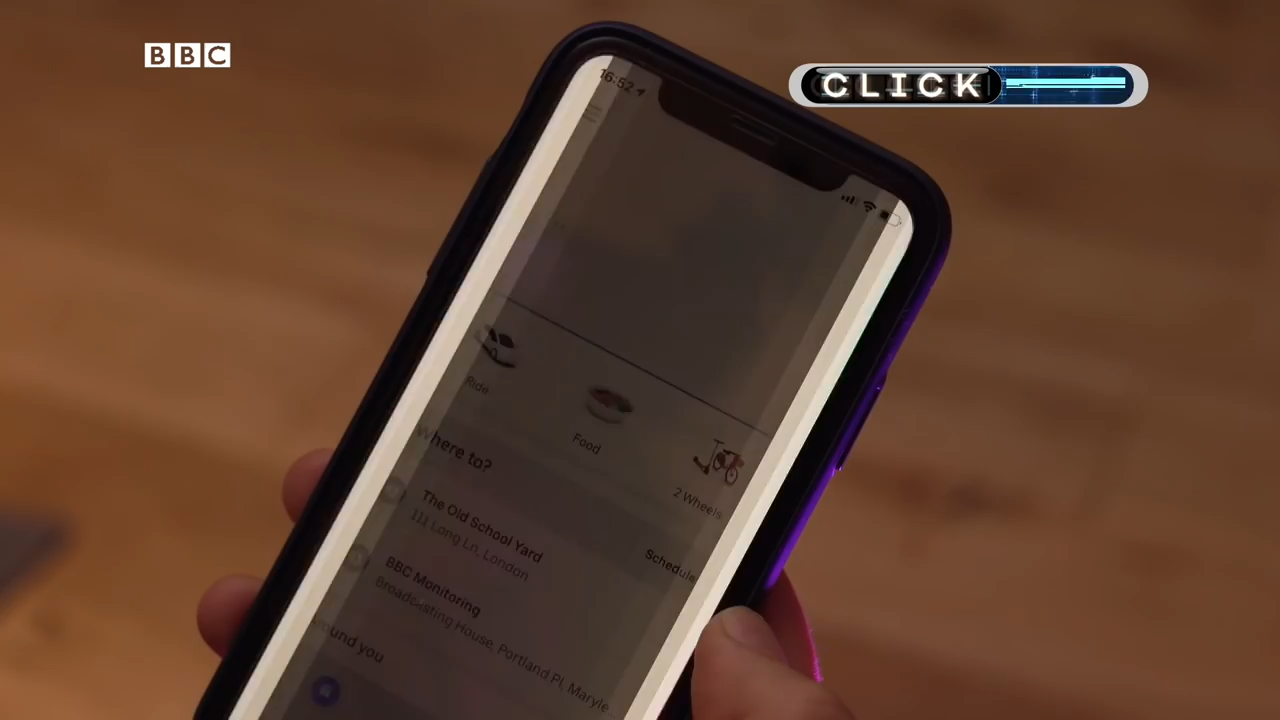 BBC
CLICK
16:52
Ride
Food
2 Wheels
Where to?
Schedule
The Old School Yard
111 Long Ln, London
BBC Monitoring
Broadcasting House, Portland Pl, Maryle
ound you